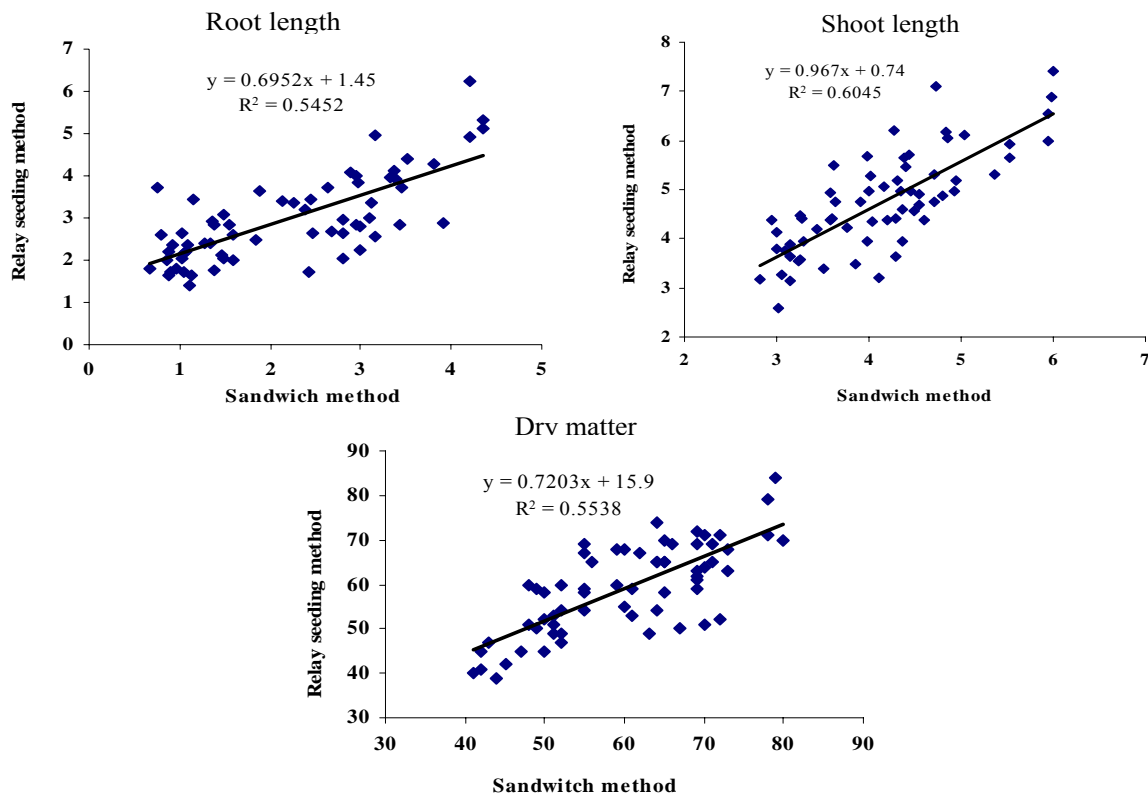 Root length
y = 0.6952x + 1.45
R² = 0.5452
Relay seeding method
7
6
5
4
3
2
1
0
0 1 2 3 4 5
Sandwich method
Shoot length
y = 0.967x + 0.74
R² = 0.6045
Relay seeding method
8
7
6
5
4
3
2
2 3 4 5 6 7
Sandwich method
Drv matter
y = 0.7203x + 15.9
R² = 0.5538
Relay seeding method
90
80
70
60
50
40
30
30 40 50 60 70 80 90
Sandwitch method